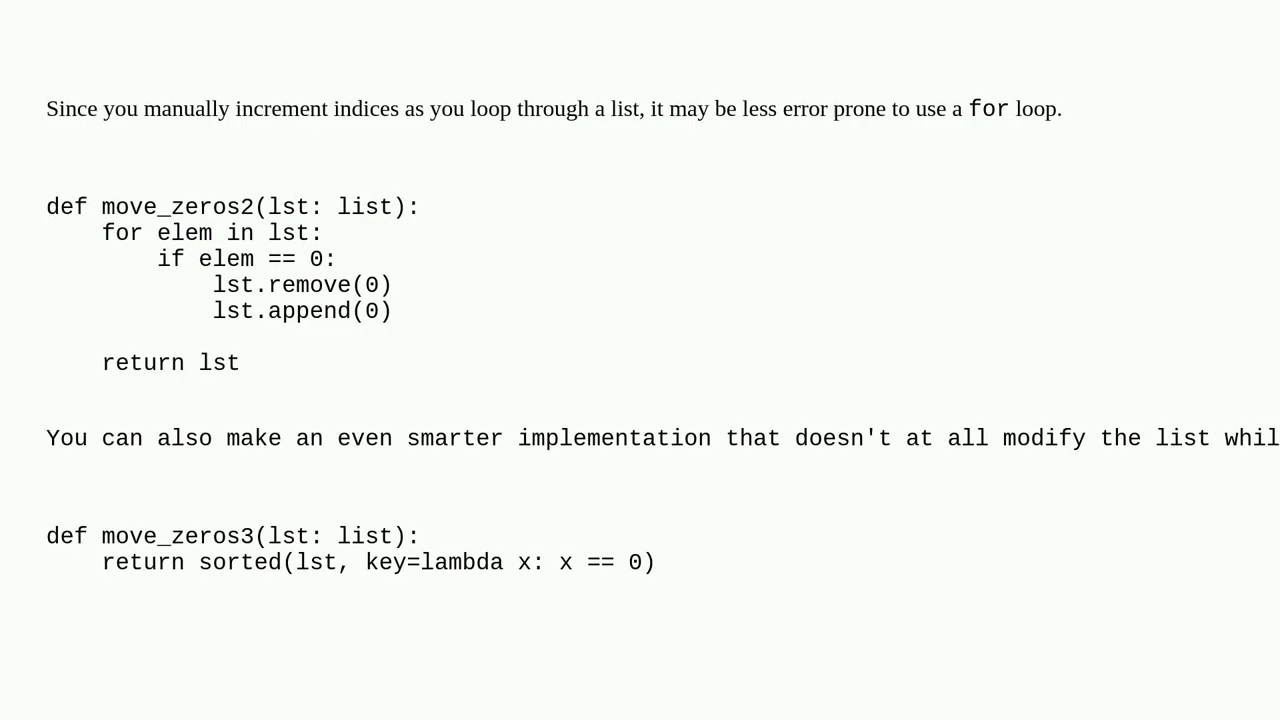 Since you manually increment indices as you loop through a list, it may be less error prone to use a for loop.
def move_zeros2(lst: list):
    for elem in lst:
        if elem == 0:
            lst.remove(0)
            lst.append(0)
    return lst
You can also make an even smarter implementation that doesn't at all modify the list whil
def move_zeros3(lst: list):
    return sorted(lst, key=lambda x: x == 0)